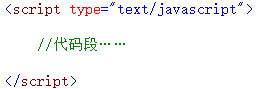 <script type="text/javascript">
//代码段……
</script>